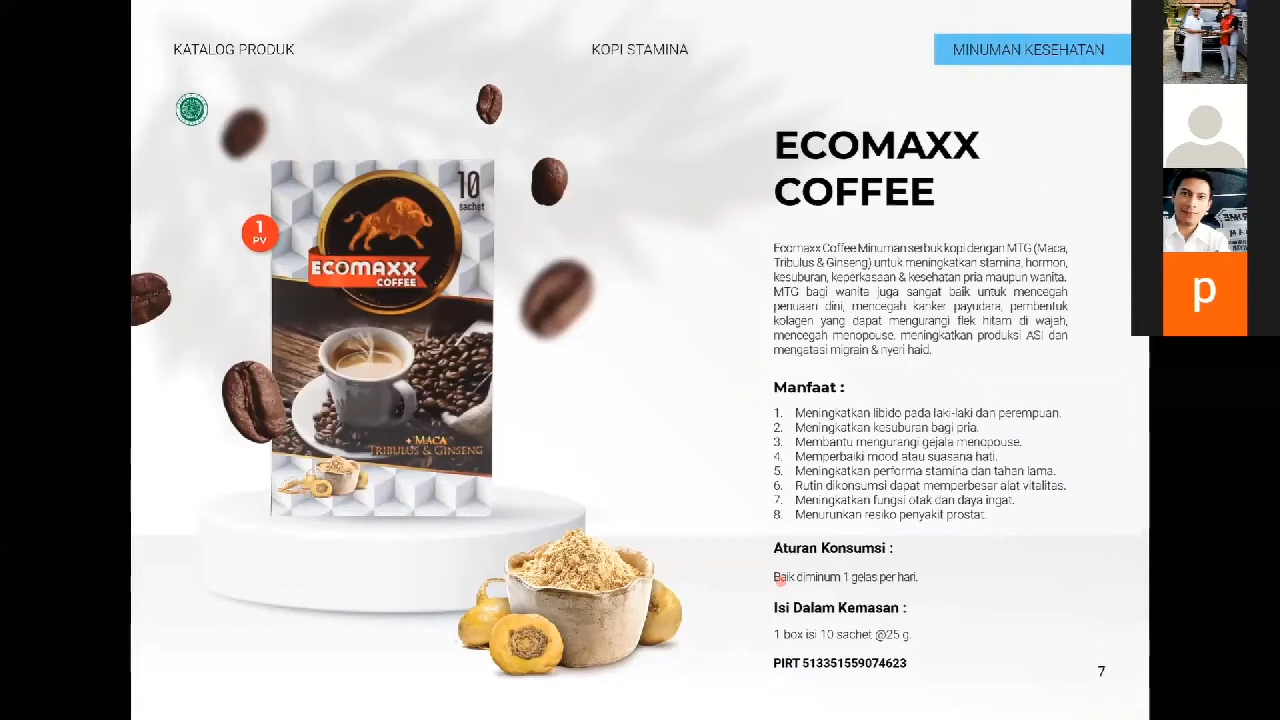 KATALOG PRODUK
KOPI STAMINA
MINUMAN KESEHATAN
10
sachet
1
PV
ECOMAXX
COFFEE
+ MACA
TRIBULUS & GINSENG
ECOMAXX
COFFEE
Ecomaxx Coffee Minuman serbuk kopi dengan MTG (Maca,
Tribulus & Ginseng) untuk meningkatkan stamina, hormon,
kesuburan, keperkasaan & kesehatan pria maupun wanita.
MTG bagi wanita juga sangat baik untuk mencegah
penuaan dini, mencegah kanker payudara, pembentuk
kolagen yang dapat mengurangi flek hitam di wajah,
mencegah menopouse, meningkatkan produksi ASI dan
mengatasi migrain & nyeri haid.
Manfaat :
1. Meningkatkan libido pada laki-laki dan perempuan.
2. Meningkatkan kesuburan bagi pria.
3. Membantu mengurangi gejala menopouse.
4. Memperbaiki mood atau suasana hati.
5. Meningkatkan performa stamina dan tahan lama.
6. Rutin dikonsumsi dapat memperbesar alat vitalitas.
7. Meningkatkan fungsi otak dan daya ingat.
8. Menurunkan resiko penyakit prostat.
Aturan Konsumsi :
Baik diminum 1 gelas per hari.
Isi Dalam Kemasan :
1 box isi 10 sachet @25 g.
PIRT 513351559074623
7
p